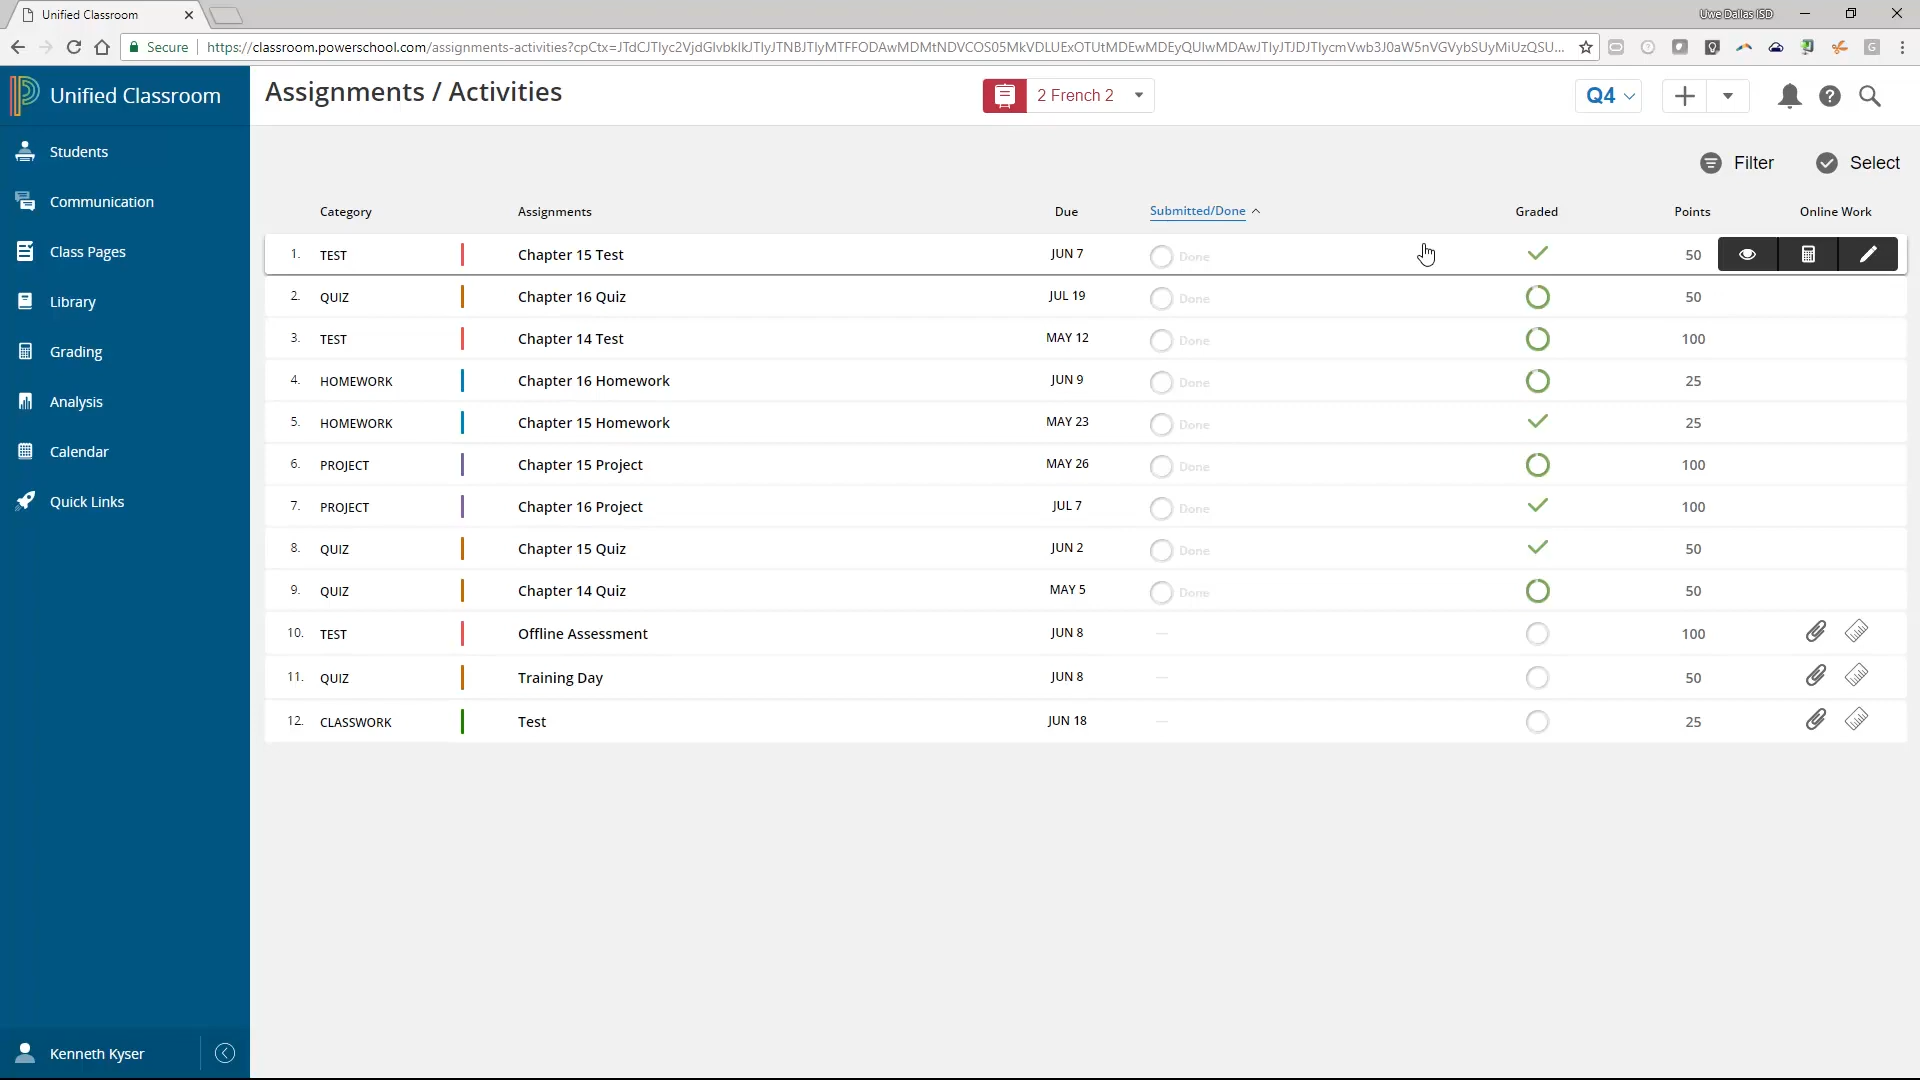 Unified Classroom
Uwe Dallas ISD
Secure
https://classroom.powerschool.com/assignments-activities?cpCtx=
Unified Classroom
Assignments / Activities
2 French 2
Q4
Students
Communication
Class Pages
Library
Grading
Analysis
Calendar
Quick Links
Kenneth Kyser
Filter
Select
Category Assignments Due Submitted/Done Graded Points Online Work
1. TEST Chapter 15 Test JUN 7 Done 50
2. QUIZ Chapter 16 Quiz JUL 19 Done 50
3. TEST Chapter 14 Test MAY 12 Done 100
4. HOMEWORK Chapter 16 Homework JUN 9 Done 25
5. HOMEWORK Chapter 15 Homework MAY 23 Done 25
6. PROJECT Chapter 15 Project MAY 26 Done 100
7. PROJECT Chapter 16 Project JUL 7 Done 100
8. QUIZ Chapter 15 Quiz JUN 2 Done 50
9. QUIZ Chapter 14 Quiz MAY 5 Done 50
10. TEST Offline Assessment JUN 8 — 100
11. QUIZ Training Day JUN 8 — 50
12. CLASSWORK Test JUN 18 — 25